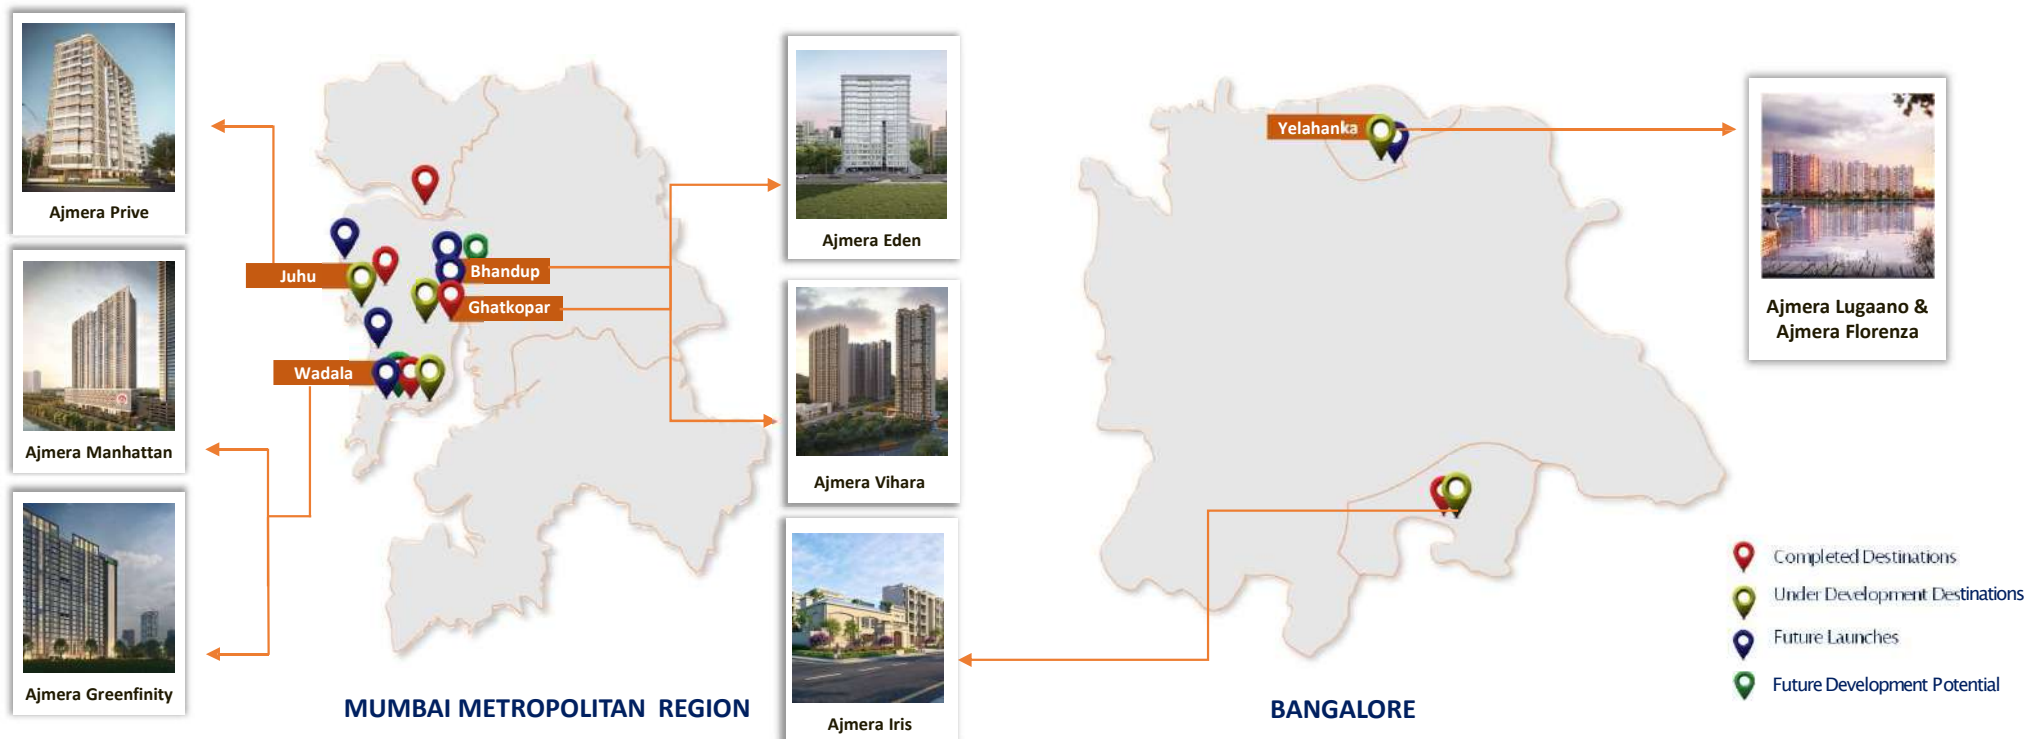 Ajmera Prive
Ajmera Manhattan
Ajmera Greenfinity
Juhu
Bhandup
Ghatkopar
Wadala
MUMBAI METROPOLITAN REGION
Ajmera Eden
Ajmera Vihara
Ajmera Iris
Yelahanka
BANGALORE
Ajmera Lugaano &
Ajmera Florenza
Completed Destinations
Under Development Destinations
Future Launches
Future Development Potential